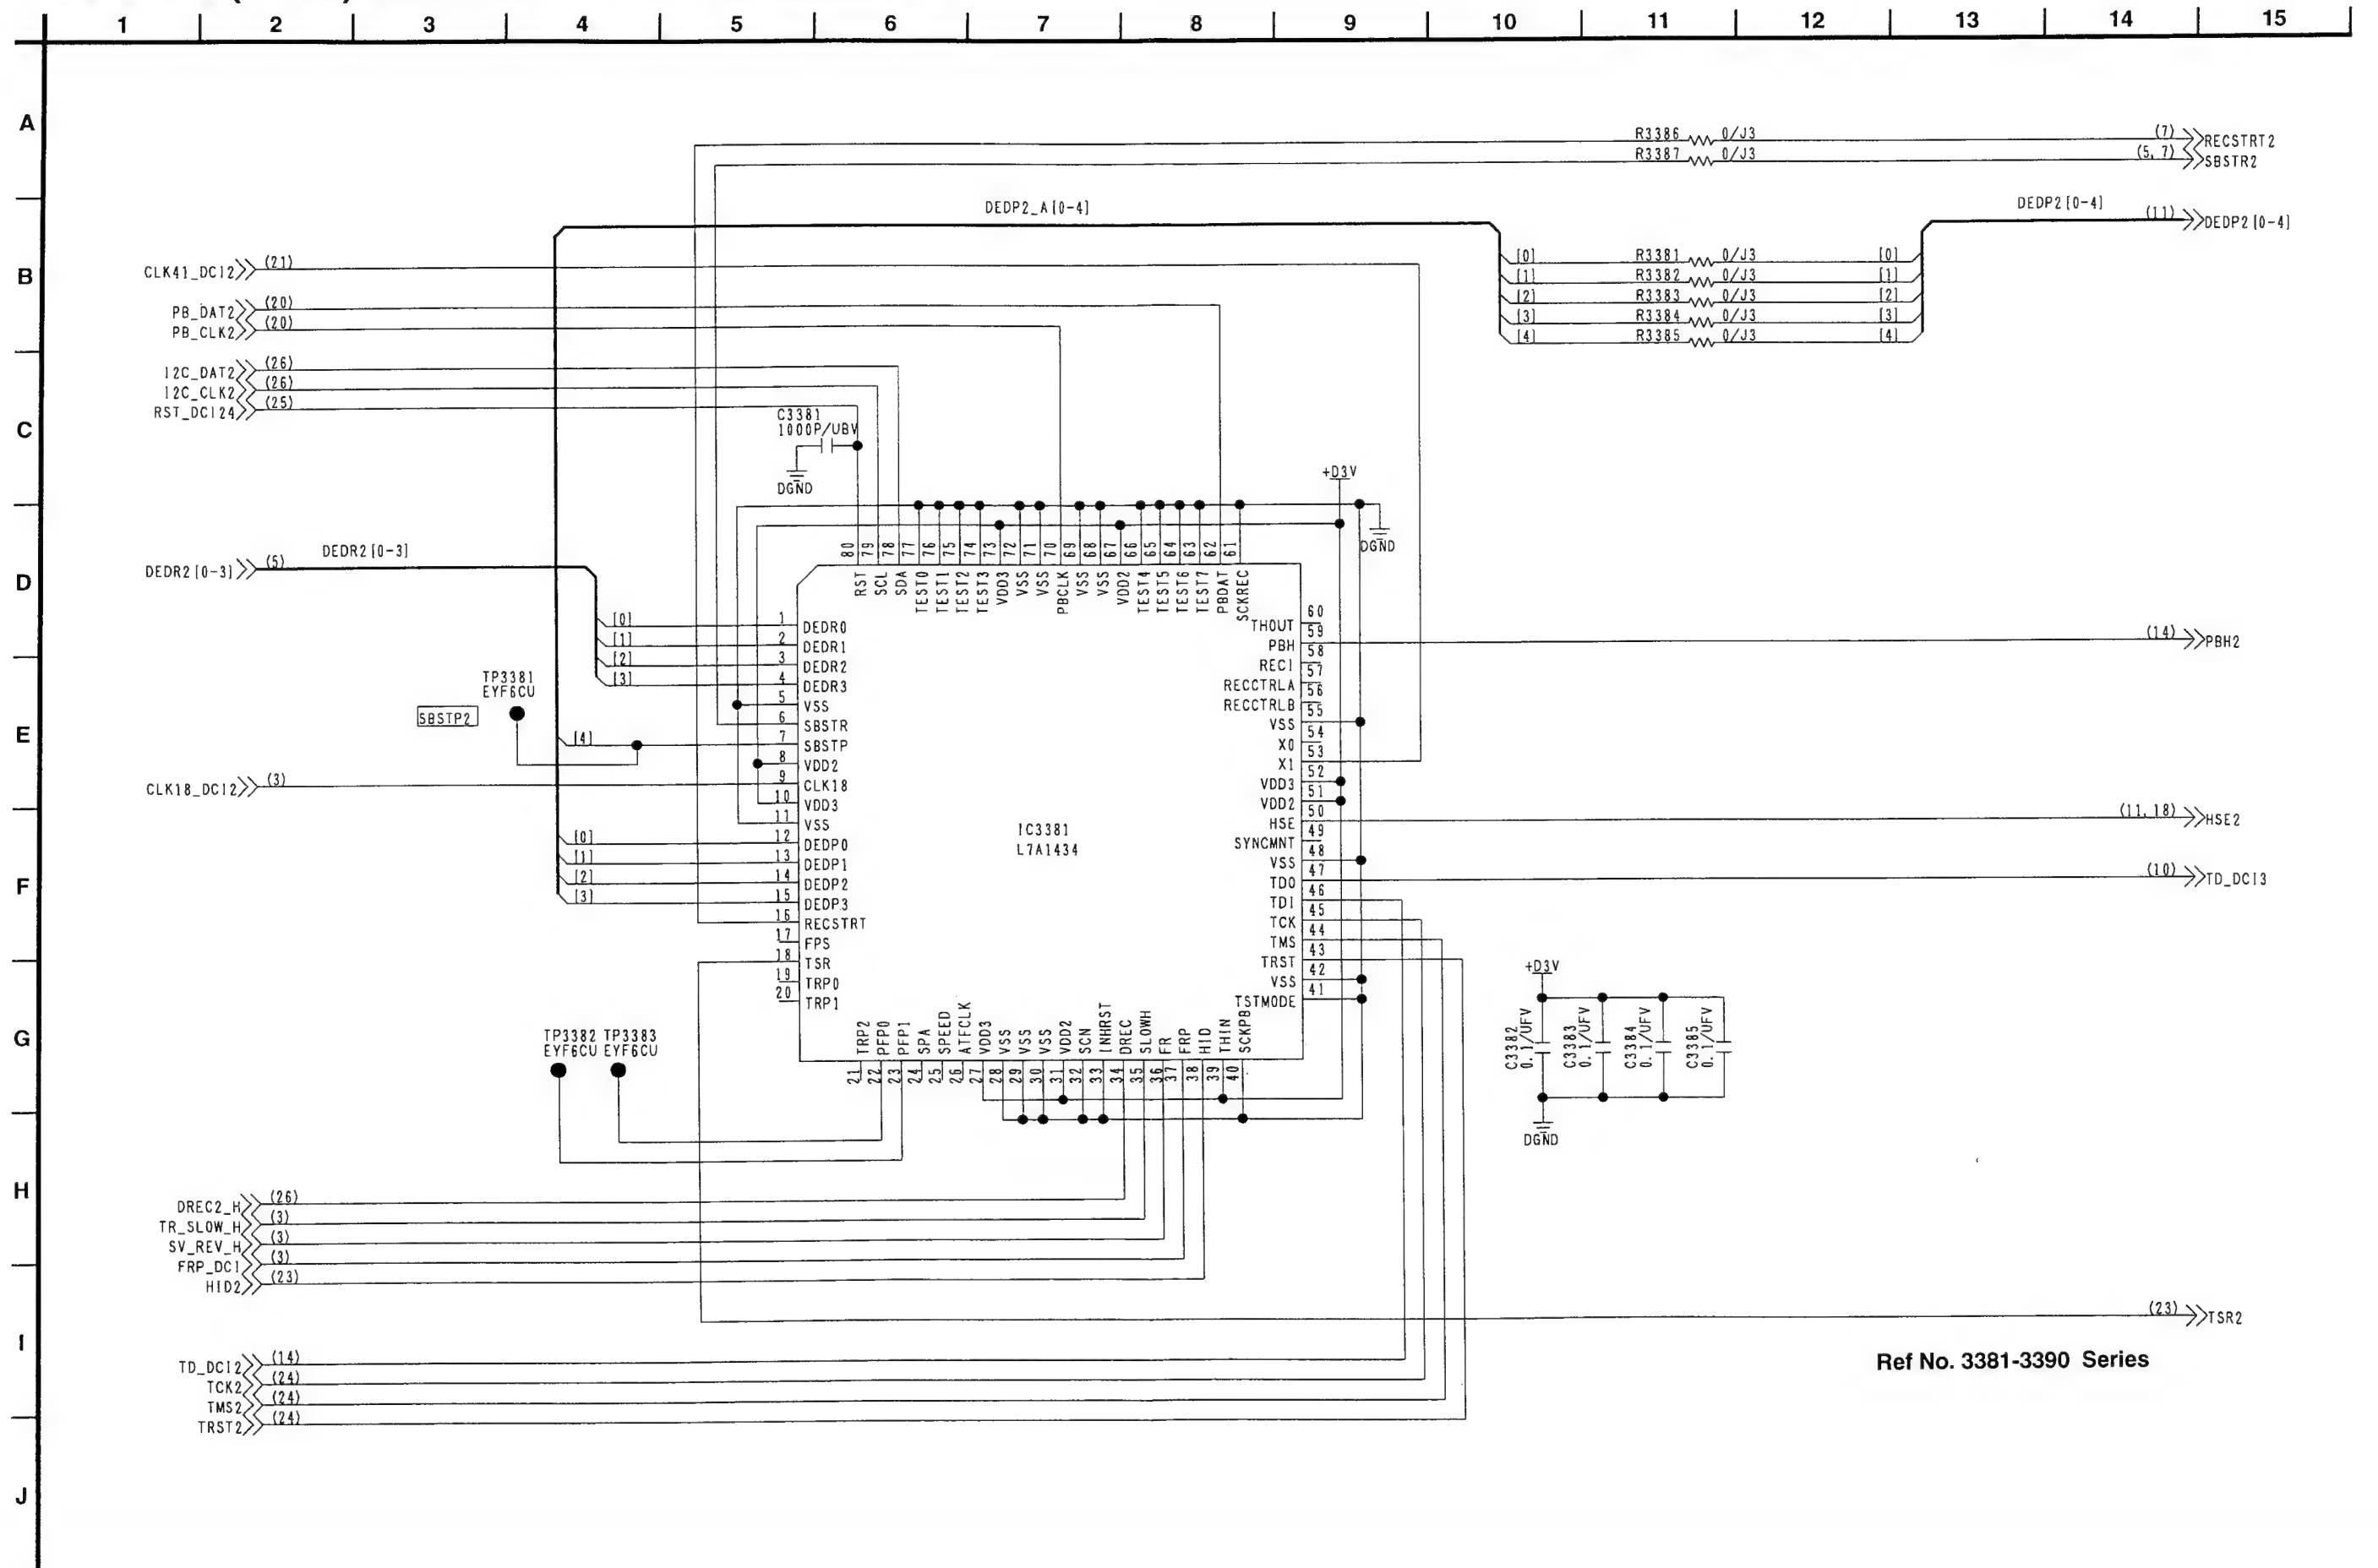 1 2 3 4 5 6 7 8 9 10 11 12 13 14 15
A
R3386 0/J3 (7) RECSTRT2
R3387 0/J3 (5, 7) SBSTR2
DEDP2_A[0-4]
DEDP2[0-4] (11) DEDP2[0-4]
B
CLK41_DCI2 (21)
[0] R3381 0/J3 [0]
[1] R3382 0/J3 [1]
[2] R3383 0/J3 [2]
[3] R3384 0/J3 [3]
[4] R3385 0/J3 [4]
PB_DAT2 (20)
PB_CLK2 (20)
I2C_DAT2 (26)
I2C_CLK2 (26)
RST_DCI24 (25)
C
C3381
1000P/UBV
DGND
+D3V
DGND
80 79 78 77 76 75 74 73 72 71 70 69 68 67 66 65 64 63 62 61
RST SCL SDA TEST0 TEST1 TEST2 TEST3 VDD3 VSS VSS PBCLK VSS VSS VDD2 TEST4 TEST5 TEST6 TEST7 PBDAT SCKREC
D
DEDR2[0-3] (5) DEDR2[0-3]
[0] 1 DEDR0
[1] 2 DEDR1
[2] 3 DEDR2
[3] 4 DEDR3
5 VSS
6 SBSTR
[4] 7 SBSTP
8 VDD2
9 CLK18
10 VDD3
11 VSS
[0] 12 DEDP0
[1] 13 DEDP1
[2] 14 DEDP2
[3] 15 DEDP3
16 RECSTRT
17 FPS
18 TSR
19 TRP0
20 TRP1
TP3381
EYF6CU
SBSTP2
E
CLK18_DCI2 (3)
IC3381
L7A1434
F
THOUT 60
PBH 59 (14) PBH2
RECI 58
RECCTRLA 57
RECCTRLB 56
VSS 55
X0 54
X1 53
VDD3 52
VDD2 51
HSE 50 (11, 18) HSE2
SYNCMNT 49
VSS 48
TDO 47 (10) TD_DCI3
TDI 46
TCK 45
TMS 44
TRST 43
VSS 42
TSTMODE 41
G
TP3382 TP3383
EYF6CU EYF6CU
TRP2 PFP0 PFP1 SPA SPEED ATFCLK VDD3 VSS VSS VSS VDD2 SCN INHRST DREC SLOWH FR FRP HID THIN SCKPB
21 22 23 24 25 26 27 28 29 30 31 32 33 34 35 36 37 38 39 40
+D3V
C3382 0.1/UFV
C3383 0.1/UFV
C3384 0.1/UFV
C3385 0.1/UFV
DGND
H
DREC2_H (26)
TR_SLOW_H (3)
SV_REV_H (3)
FRP_DCI (3)
HID2 (23)
(23) TSR2
I
Ref No. 3381-3390 Series
TD_DCI2 (14)
TCK2 (24)
TMS2 (24)
TRST2 (24)
J